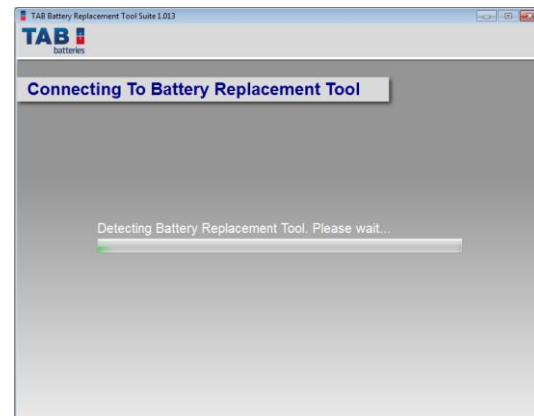 TAB Battery Replacement Tool Suite 1.013
TAB
batteries
Connecting To Battery Replacement Tool
Detecting Battery Replacement Tool. Please wait...